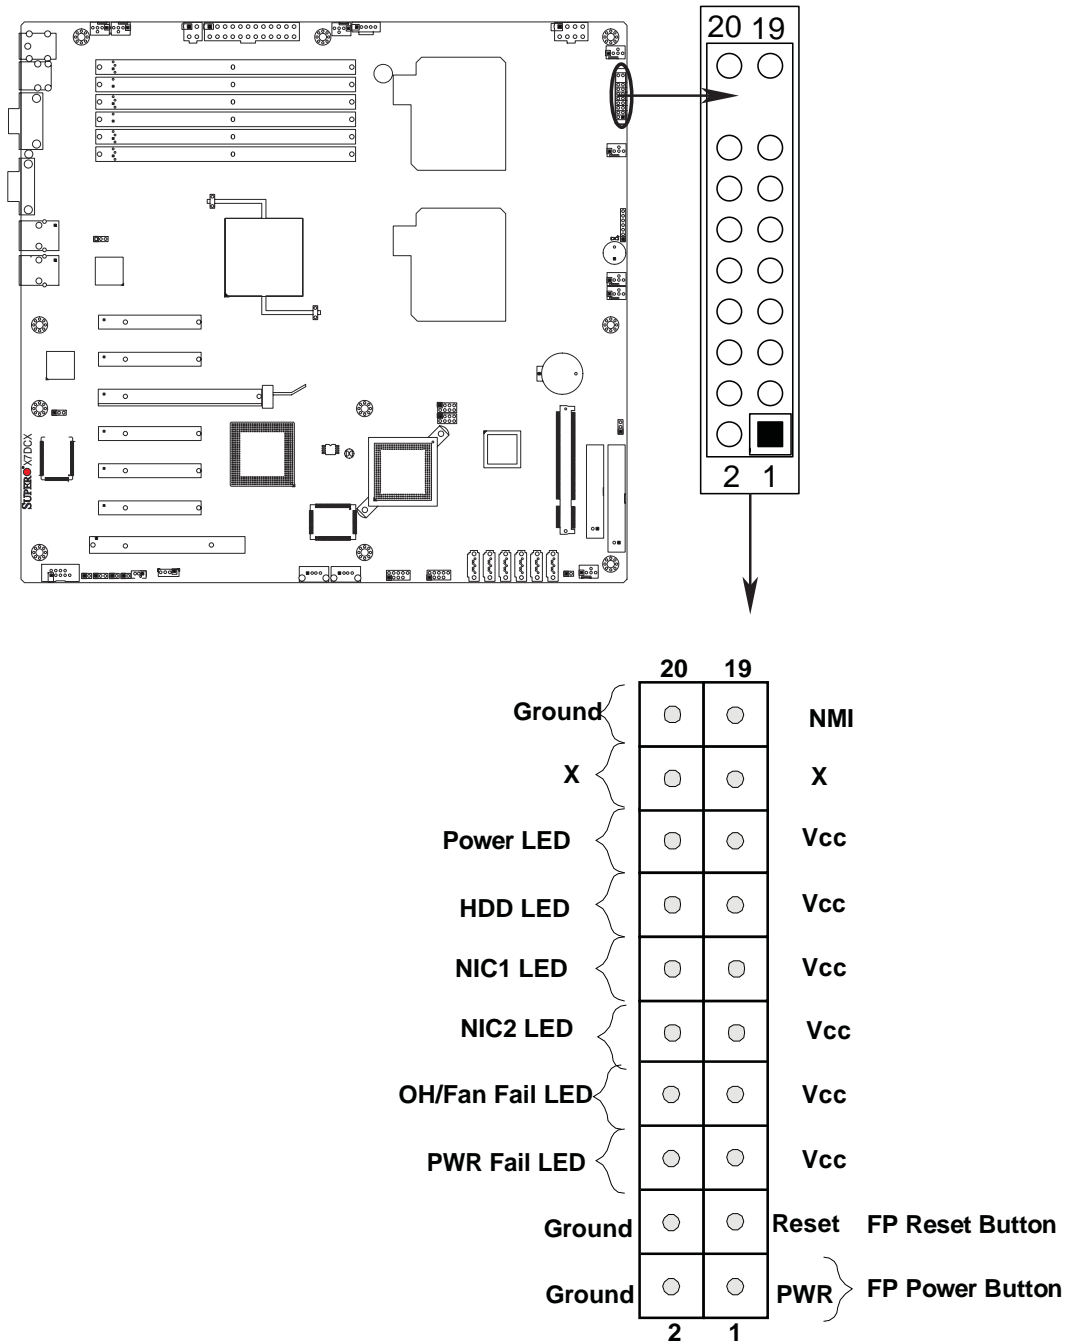 20 19
2 1
SUPER X7DCX
20 19
Ground NMI
X X
Power LED Vcc
HDD LED Vcc
NIC1 LED Vcc
NIC2 LED Vcc
OH/Fan Fail LED Vcc
PWR Fail LED Vcc
Ground Reset FP Reset Button
Ground PWR FP Power Button
2 1